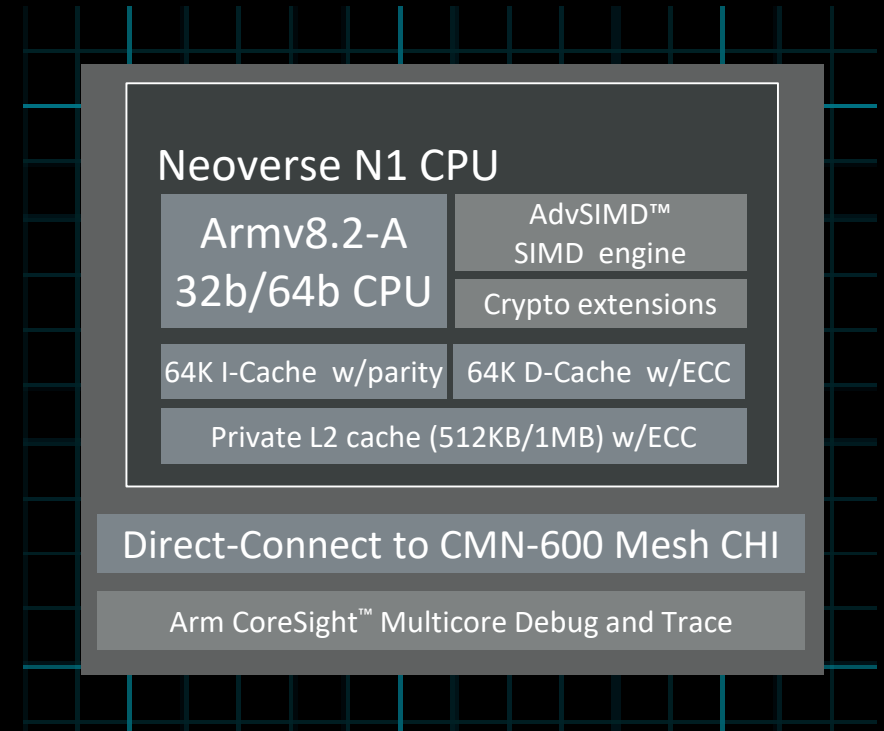 Neoverse N1 CPU
Armv8.2-A
32b/64b CPU
AdvSIMD™
SIMD engine
Crypto extensions
64K I-Cache w/parity
64K D-Cache w/ECC
Private L2 cache (512KB/1MB) w/ECC
Direct-Connect to CMN-600 Mesh CHI
Arm CoreSight™ Multicore Debug and Trace